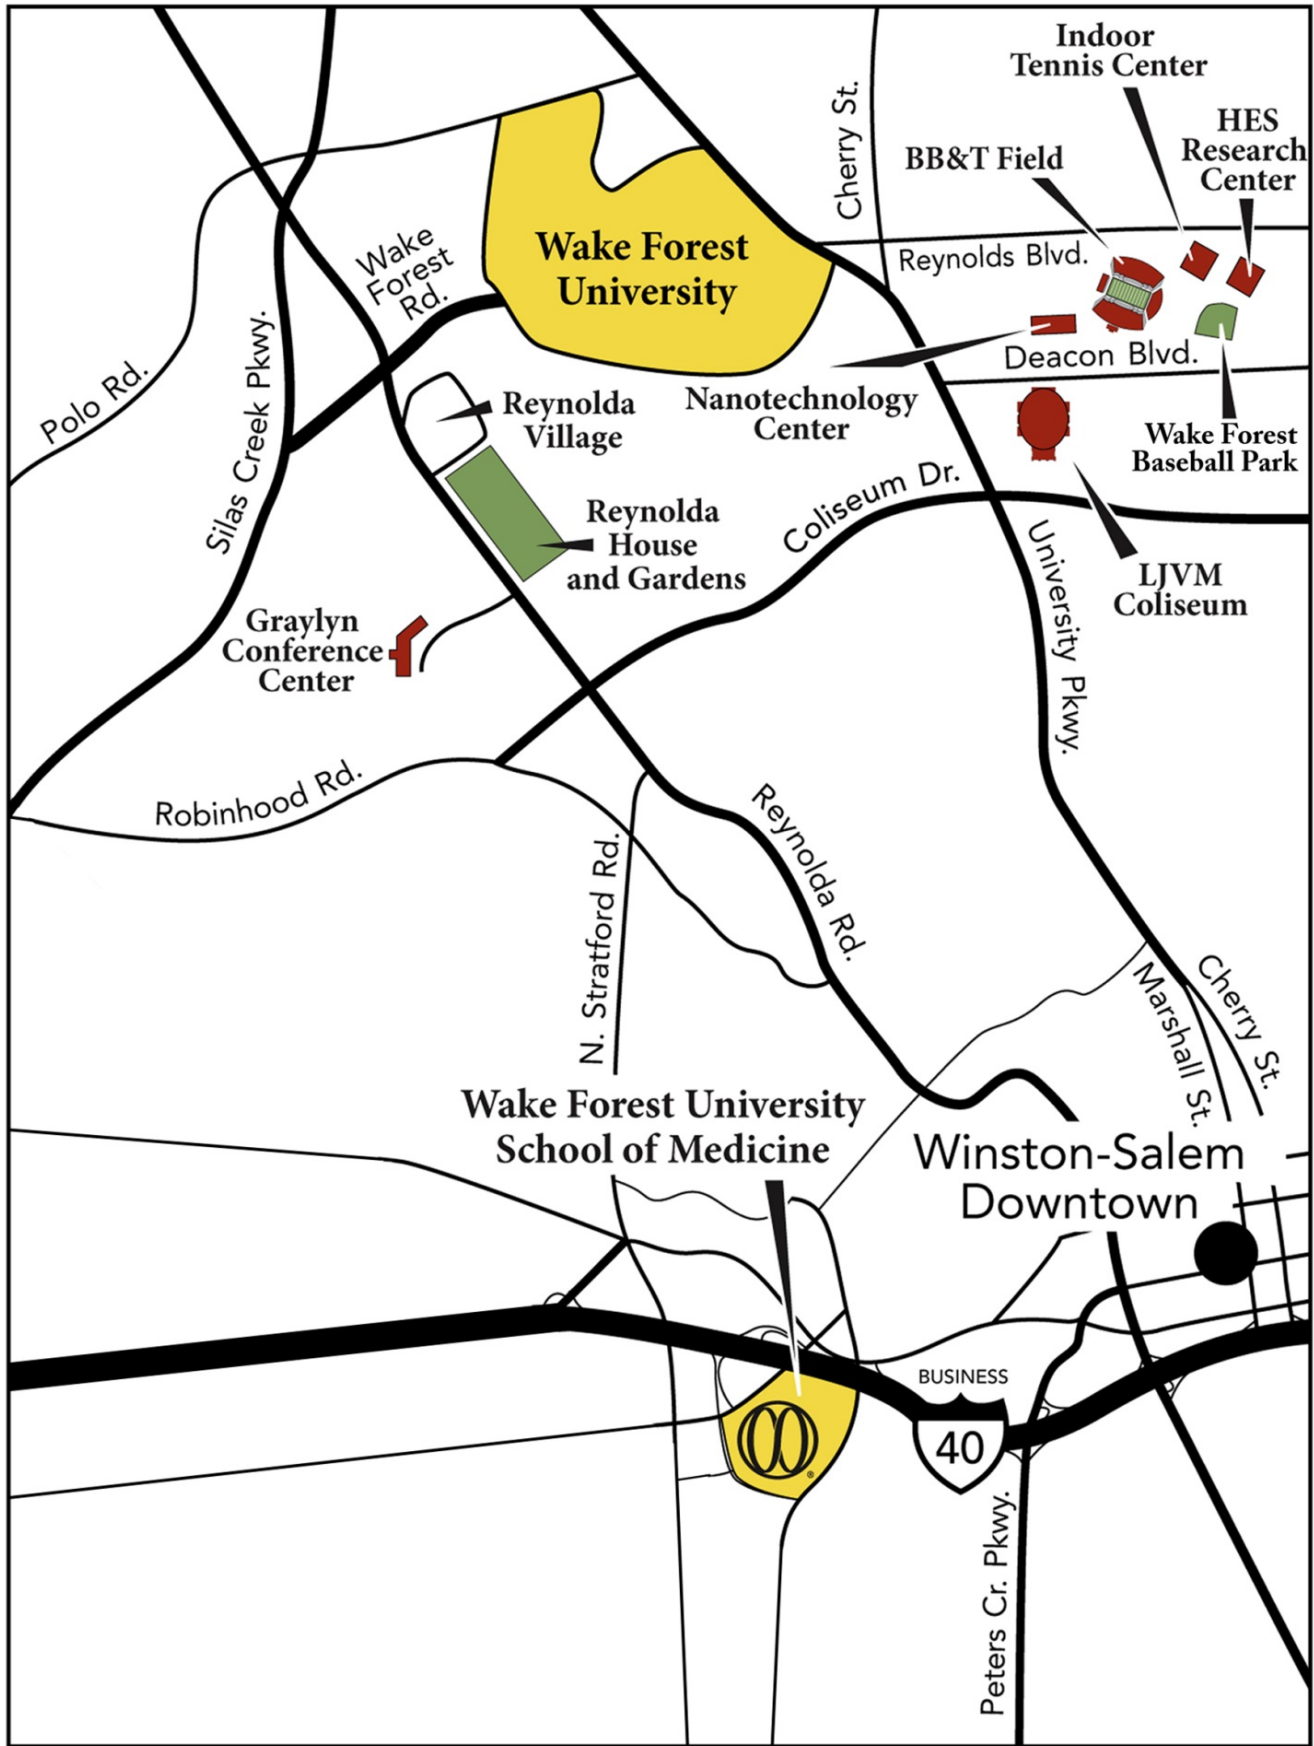 Indoor
Tennis Center
HES
Research
Center
BB&T Field
Cherry St.
Reynolds Blvd.
Wake Forest
University
Wake
Forest
Rd.
Deacon Blvd.
Polo Rd.
Silas Creek Pkwy.
Reynolda
Village
Nanotechnology
Center
Wake Forest
Baseball Park
Coliseum Dr.
Reynolda
House
and Gardens
LJVM
Coliseum
University Pkwy.
Graylyn
Conference
Center
Robinhood Rd.
Reynolda Rd.
N. Stratford Rd.
Marshall St.
Cherry St.
Wake Forest University
School of Medicine
Winston-Salem
Downtown
BUSINESS
40
®
Peters Cr. Pkwy.